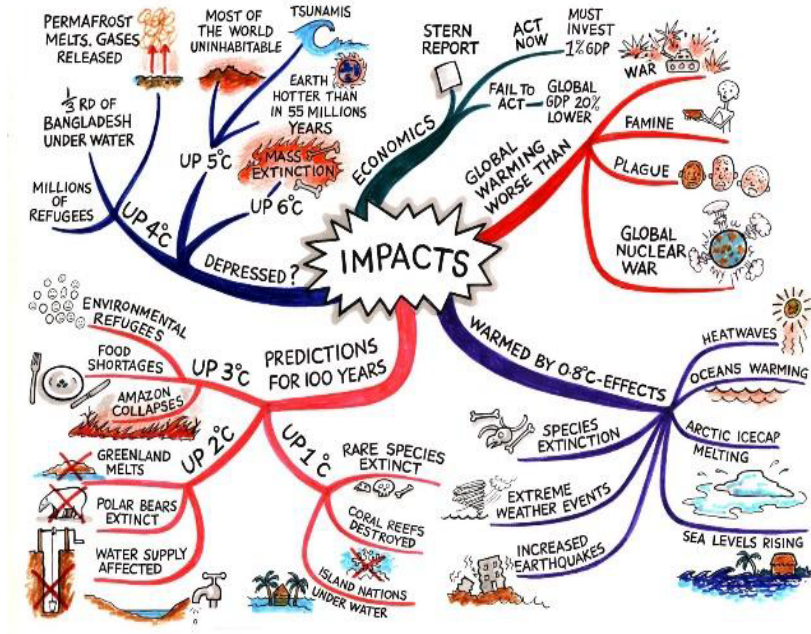 IMPACTS
ECONOMICS
STERN
REPORT
ACT
NOW
MUST
INVEST
1% GDP
FAIL TO
ACT
GLOBAL
GDP 20%
LOWER
GLOBAL
WARMING
WORSE THAN
WAR
FAMINE
PLAGUE
GLOBAL
NUCLEAR
WAR
WARMED BY 0·8°C-EFFECTS
HEATWAVES
OCEANS WARMING
ARCTIC ICECAP
MELTING
SEA LEVELS RISING
SPECIES
EXTINCTION
EXTREME
WEATHER EVENTS
INCREASED
EARTHQUAKES
PREDICTIONS
FOR 100 YEARS
UP 1°C
RARE SPECIES
EXTINCT
CORAL REEFS
DESTROYED
ISLAND NATIONS
UNDER WATER
UP 2°C
GREENLAND
MELTS
POLAR BEARS
EXTINCT
WATER SUPPLY
AFFECTED
UP 3°C
ENVIRONMENTAL
REFUGEES
FOOD
SHORTAGES
AMAZON
COLLAPSES
DEPRESSED?
UP 4°C
MILLIONS
OF
REFUGEES
⅓RD OF
BANGLADESH
UNDER WATER
PERMAFROST
MELTS. GASES
RELEASED
UP 5°C
MOST OF
THE WORLD
UNINHABITABLE
TSUNAMIS
EARTH
HOTTER THAN
IN 55 MILLIONS
YEARS
UP 6°C
MASS
EXTINCTION